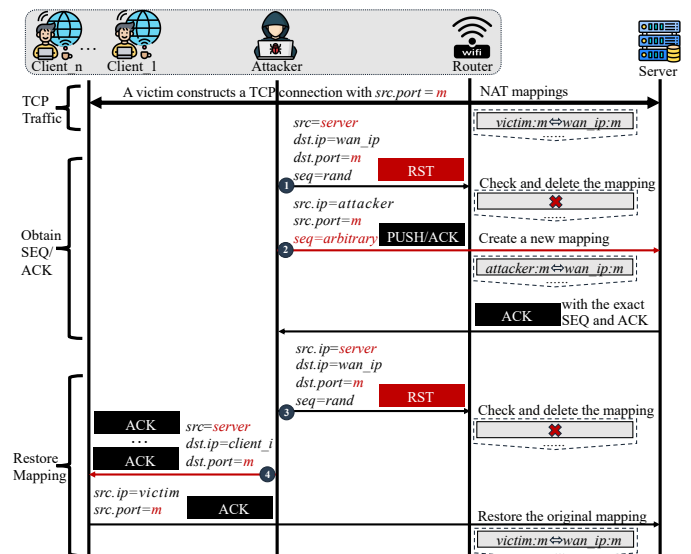 wifi
Client_n
...
Client_1
Attacker
Router
Server
TCP
Traffic
A victim constructs a TCP connection with src.port = m
NAT mappings
victim:m⇔wan_ip:m
......
src=server
dst.ip=wan_ip
dst.port=m
seq=rand
RST
1
Check and delete the mapping
......
Obtain
SEQ/
ACK
src.ip=attacker
src.port=m
seq=arbitrary
PUSH/ACK
2
Create a new mapping
attacker:m⇔wan_ip:m
......
ACK
with the exact
SEQ and ACK
src.ip=server
dst.ip=wan_ip
dst.port=m
seq=rand
RST
3
Check and delete the mapping
......
Restore
Mapping
ACK
...
ACK
src=server
dst.ip=client_i
dst.port=m
4
src.ip=victim
src.port=m
ACK
Restore the original mapping
victim:m⇔wan_ip:m